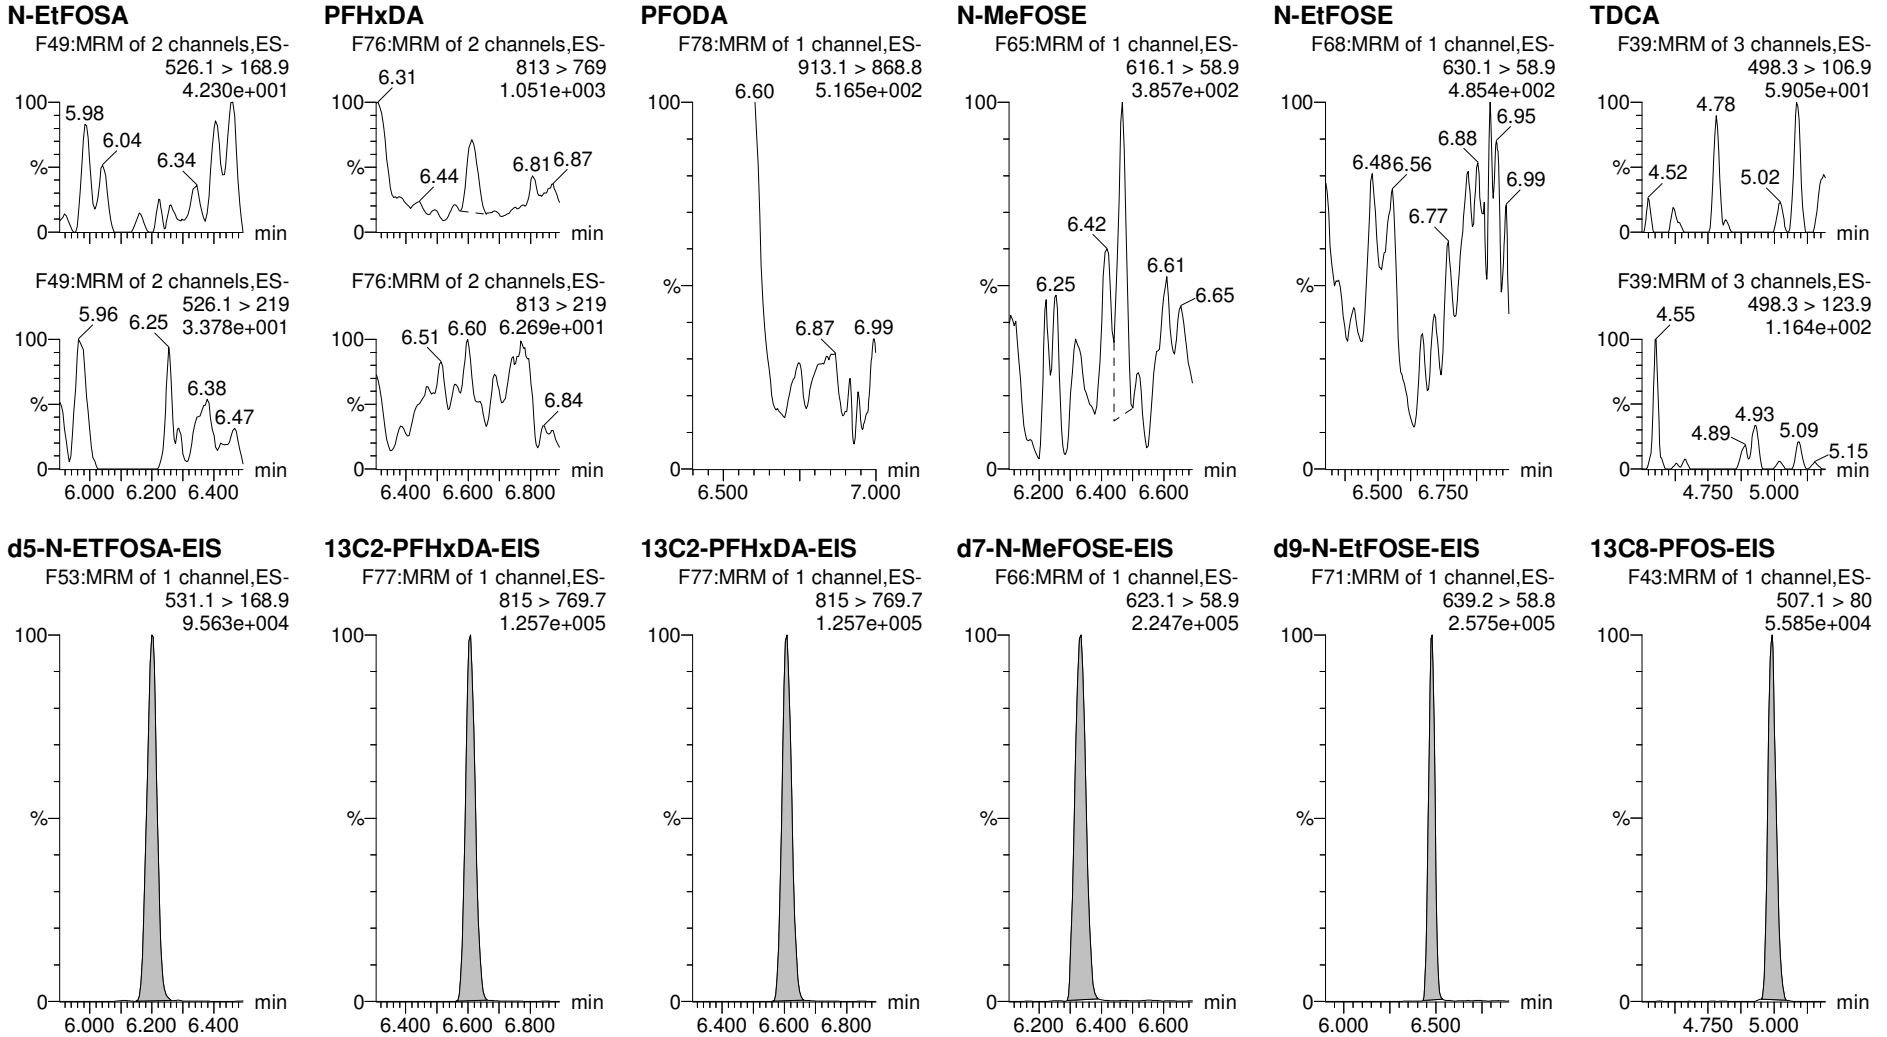 N-EtFOSA
F49:MRM of 2 channels,ES-
526.1 > 168.9
4.230e+001
100
%
0
min
5.98
6.04
6.34
F49:MRM of 2 channels,ES-
526.1 > 219
3.378e+001
100
%
0
min
5.96
6.25
6.38
6.47
6.000 6.200 6.400
PFHxDA
F76:MRM of 2 channels,ES-
813 > 769
1.051e+003
100
%
0
min
6.31
6.44
6.81
6.87
F76:MRM of 2 channels,ES-
813 > 219
6.269e+001
100
%
0
min
6.51
6.60
6.84
6.400 6.600 6.800
PFODA
F78:MRM of 1 channel,ES-
913.1 > 868.8
5.165e+002
100
%
0
min
6.60
6.87
6.99
6.500 7.000
N-MeFOSE
F65:MRM of 1 channel,ES-
616.1 > 58.9
3.857e+002
100
%
0
min
6.42
6.25
6.61
6.65
6.200 6.400 6.600
N-EtFOSE
F68:MRM of 1 channel,ES-
630.1 > 58.9
4.854e+002
100
%
0
min
6.95
6.88
6.48
6.56
6.99
6.77
6.500 6.750
TDCA
F39:MRM of 3 channels,ES-
498.3 > 106.9
5.905e+001
100
%
0
min
4.78
4.52
5.02
F39:MRM of 3 channels,ES-
498.3 > 123.9
1.164e+002
100
%
0
min
4.55
4.93
4.89
5.09
5.15
4.750 5.000
d5-N-ETFOSA-EIS
F53:MRM of 1 channel,ES-
531.1 > 168.9
9.563e+004
100
%
0
min
6.000 6.200 6.400
13C2-PFHxDA-EIS
F77:MRM of 1 channel,ES-
815 > 769.7
1.257e+005
100
%
0
min
6.400 6.600 6.800
13C2-PFHxDA-EIS
F77:MRM of 1 channel,ES-
815 > 769.7
1.257e+005
100
%
0
min
6.400 6.600 6.800
d7-N-MeFOSE-EIS
F66:MRM of 1 channel,ES-
623.1 > 58.9
2.247e+005
100
%
0
min
6.200 6.400 6.600
d9-N-EtFOSE-EIS
F71:MRM of 1 channel,ES-
639.2 > 58.8
2.575e+005
100
%
0
min
6.000 6.500
13C8-PFOS-EIS
F43:MRM of 1 channel,ES-
507.1 > 80
5.585e+004
100
%
0
min
4.750 5.000